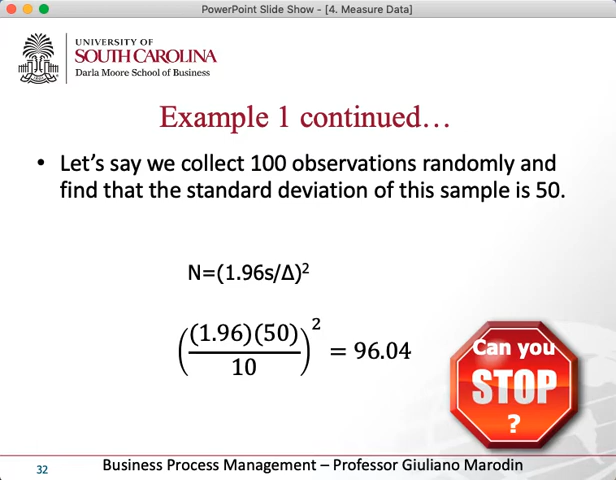 PowerPoint Slide Show - [4. Measure Data]
UNIVERSITY OF
SOUTH CAROLINA
Darla Moore School of Business
Example 1 continued…
• Let’s say we collect 100 observations randomly and
find that the standard deviation of this sample is 50.
N=(1.96s/Δ)²
((1.96)(50)/10)² = 96.04
Can you
STOP
?
32
Business Process Management – Professor Giuliano Marodin